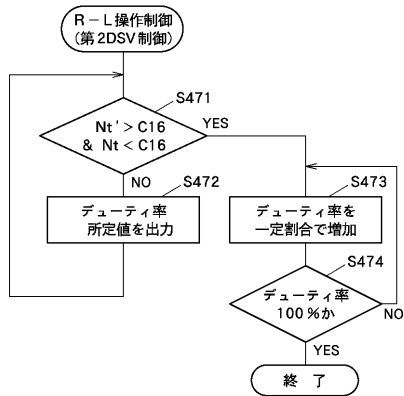 R－L操作制御
(第2DSV制御)
S471
Nt'＞C16
& Nt＜C16
YES
NO
S472
デューティ率
所定値を出力
S473
デューティ率を
一定割合で増加
S474
デューティ率
100%か
NO
YES
終 了